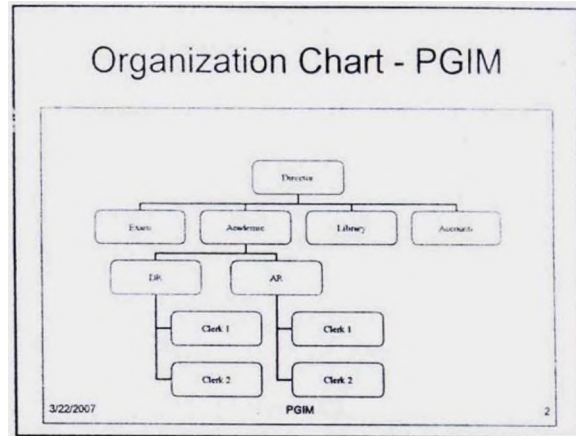 Organization Chart - PGIM
Director
Exam Academic Library Accounts
DR AR
Clerk 1 Clerk 1
Clerk 2 Clerk 2
3/22/2007 PGIM 2